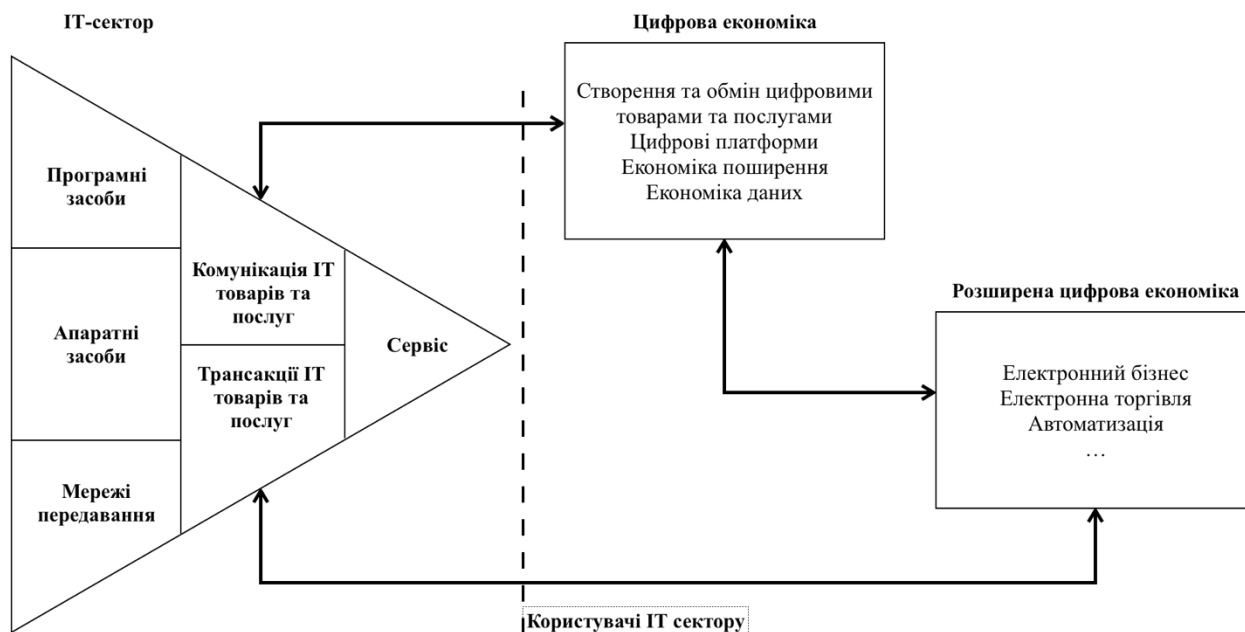 ІТ-сектор
Цифрова економіка
Створення та обмін цифровими
товарами та послугами
Цифрові платформи
Економіка поширення
Економіка даних
Програмні
засоби
Комунікація ІТ
товарів та
послуг
Розширена цифрова економіка
Апаратні
засоби
Сервіс
Трансакції ІТ
товарів та
послуг
Електронний бізнес
Електронна торгівля
Автоматизація
…
Мережі
передавання
Користувачі ІТ сектору